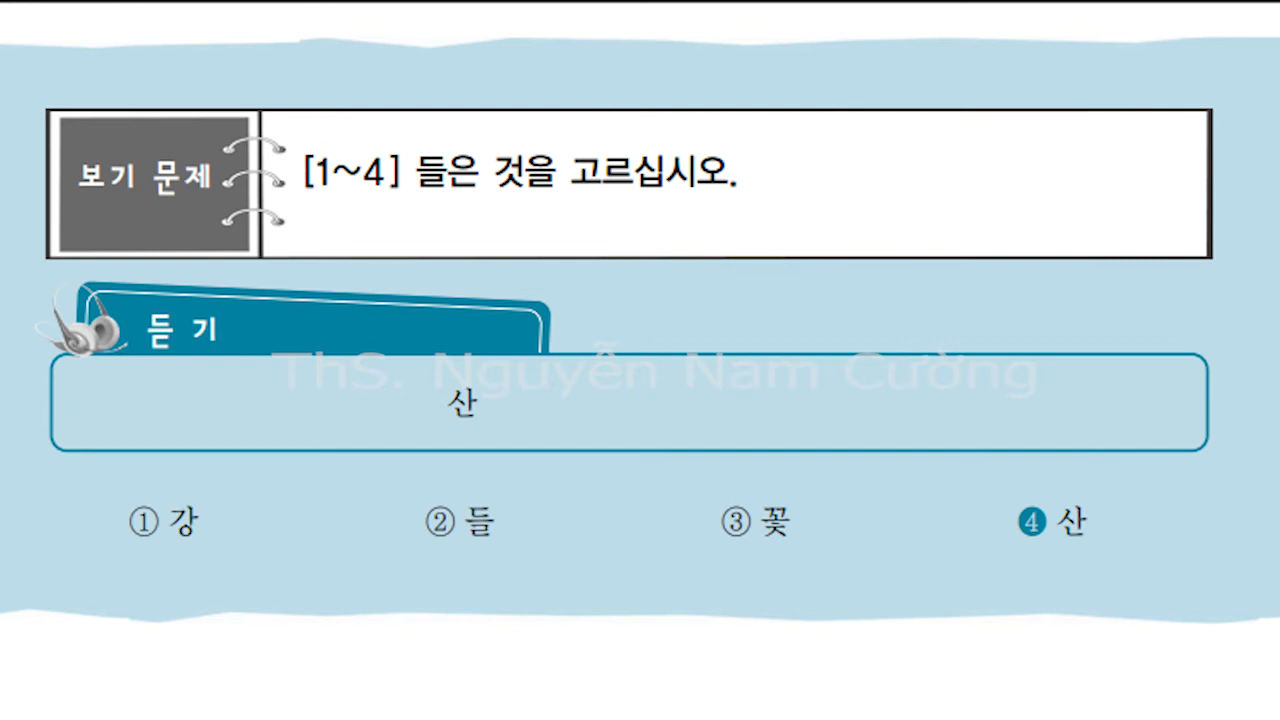 보기 문제
[1~4] 들은 것을 고르십시오.
듣 기
ThS. Nguyễn Nam Cường
산
① 강 ② 들 ③ 꽃 ❹ 산